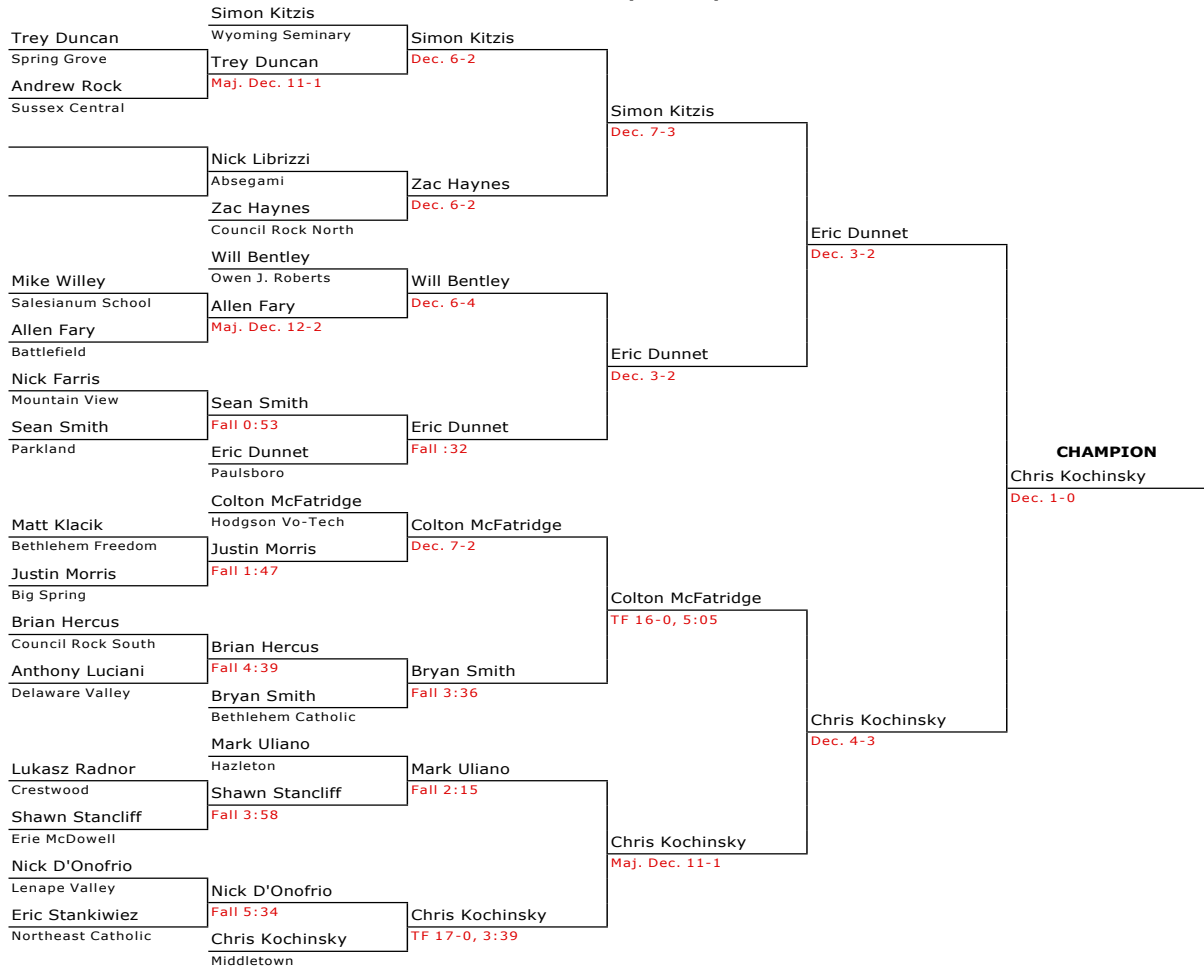 Simon Kitzis
Trey Duncan
Wyoming Seminary
Simon Kitzis
Spring Grove
Trey Duncan
Dec. 6-2
Andrew Rock
Maj. Dec. 11-1
Sussex Central
Simon Kitzis
Dec. 7-3
Nick Librizzi
Absegami
Zac Haynes
Zac Haynes
Dec. 6-2
Council Rock North
Eric Dunnet
Dec. 3-2
Will Bentley
Mike Willey
Owen J. Roberts
Will Bentley
Salesianum School
Allen Fary
Dec. 6-4
Allen Fary
Maj. Dec. 12-2
Battlefield
Eric Dunnet
Dec. 3-2
Nick Farris
Mountain View
Sean Smith
Sean Smith
Fall 0:53
Eric Dunnet
Parkland
Eric Dunnet
Fall :32
Paulsboro
CHAMPION
Chris Kochinsky
Dec. 1-0
Colton McFatridge
Matt Klacik
Hodgson Vo-Tech
Colton McFatridge
Bethlehem Freedom
Justin Morris
Dec. 7-2
Justin Morris
Fall 1:47
Big Spring
Colton McFatridge
TF 16-0, 5:05
Brian Hercus
Council Rock South
Brian Hercus
Anthony Luciani
Fall 4:39
Bryan Smith
Delaware Valley
Bryan Smith
Fall 3:36
Bethlehem Catholic
Chris Kochinsky
Dec. 4-3
Mark Uliano
Lukasz Radnor
Hazleton
Mark Uliano
Crestwood
Shawn Stancliff
Fall 2:15
Shawn Stancliff
Fall 3:58
Erie McDowell
Chris Kochinsky
Maj. Dec. 11-1
Nick D'Onofrio
Lenape Valley
Nick D'Onofrio
Eric Stankiwiez
Fall 5:34
Chris Kochinsky
Northeast Catholic
Chris Kochinsky
TF 17-0, 3:39
Middletown